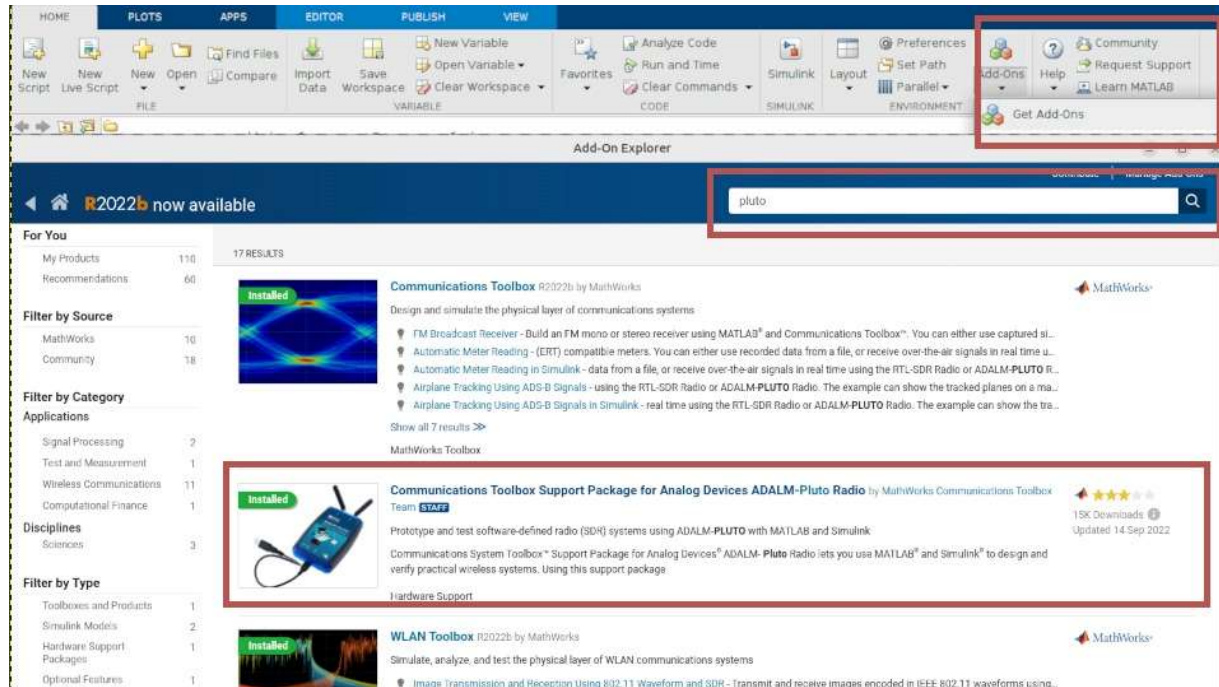 HOME PLOTS APPS EDITOR PUBLISH VIEW
New Script
New Live Script
New
Open
Find Files
Compare
FILE
Import Data
Save Workspace
New Variable
Open Variable
Clear Workspace
VARIABLE
Favorites
Analyze Code
Run and Time
Clear Commands
CODE
Simulink
SIMULINK
Layout
Preferences
Set Path
Parallel
ENVIRONMENT
Add-Ons
Help
Community
Request Support
Learn MATLAB
Get Add-Ons
Add-On Explorer
Contribute | Manage Add-Ons
R2022b now available
pluto
For You
My Products 110
Recommendations 60
Filter by Source
MathWorks 10
Community 18
Filter by Category
Applications
Signal Processing 2
Test and Measurement 1
Wireless Communications 11
Computational Finance 1
Disciplines
Sciences 3
Filter by Type
Toolboxes and Products 1
Simulink Models 2
Hardware Support Packages 1
Optional Features 1
17 RESULTS
Installed
Communications Toolbox R2022b by MathWorks
MathWorks®
Design and simulate the physical layer of communications systems
FM Broadcast Receiver - Build an FM mono or stereo receiver using MATLAB® and Communications Toolbox™. You can either use captured si...
Automatic Meter Reading - (ERT) compatible meters. You can either use recorded data from a file, or receive over-the-air signals in real time u...
Automatic Meter Reading in Simulink - data from a file, or receive over-the-air signals in real time using the RTL-SDR Radio or ADALM-PLUTO R...
Airplane Tracking Using ADS-B Signals - using the RTL-SDR Radio or ADALM-PLUTO Radio. The example can show the tracked planes on a ma...
Airplane Tracking Using ADS-B Signals in Simulink - real time using the RTL-SDR Radio or ADALM-PLUTO Radio. The example can show the tra...
Show all 7 results
MathWorks Toolbox
Installed
Communications Toolbox Support Package for Analog Devices ADALM-Pluto Radio by MathWorks Communications Toolbox
Team STAFF
15K Downloads
Updated 14 Sep 2022
Prototype and test software-defined radio (SDR) systems using ADALM-PLUTO with MATLAB and Simulink
Communications System Toolbox™ Support Package for Analog Devices® ADALM- Pluto Radio lets you use MATLAB® and Simulink® to design and
verify practical wireless systems. Using this support package
Hardware Support
Installed
WLAN Toolbox R2022b by MathWorks
MathWorks®
Simulate, analyze, and test the physical layer of WLAN communications systems
Image Transmission and Reception Using 802.11 Waveform and SDR - Transmit and receive images encoded in IEEE 802.11 waveforms using...